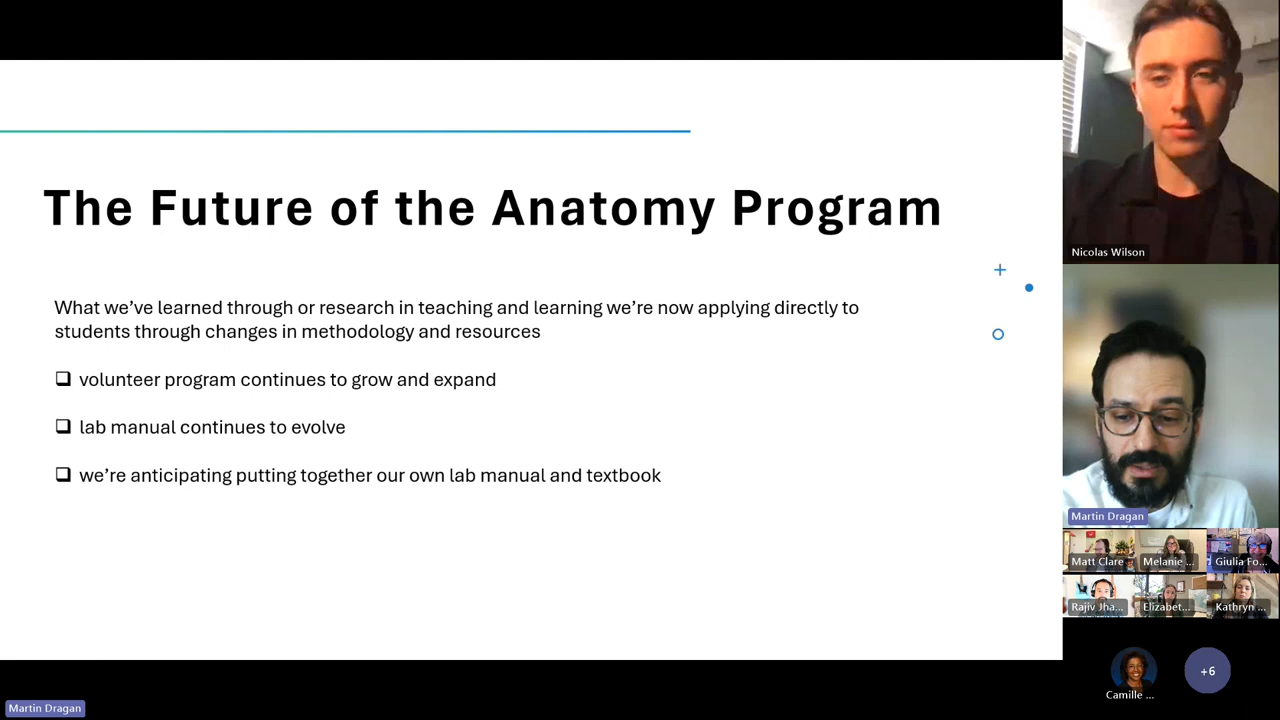 The Future of the Anatomy Program
What we’ve learned through or research in teaching and learning we’re now applying directly to
students through changes in methodology and resources
volunteer program continues to grow and expand
lab manual continues to evolve
we’re anticipating putting together our own lab manual and textbook
Nicolas Wilson
Martin Dragan
Matt Clare
Melanie ...
Giulia Fo...
Rajiv Jha...
Elizabet...
Kathryn ...
Camille ...
+6
Martin Dragan